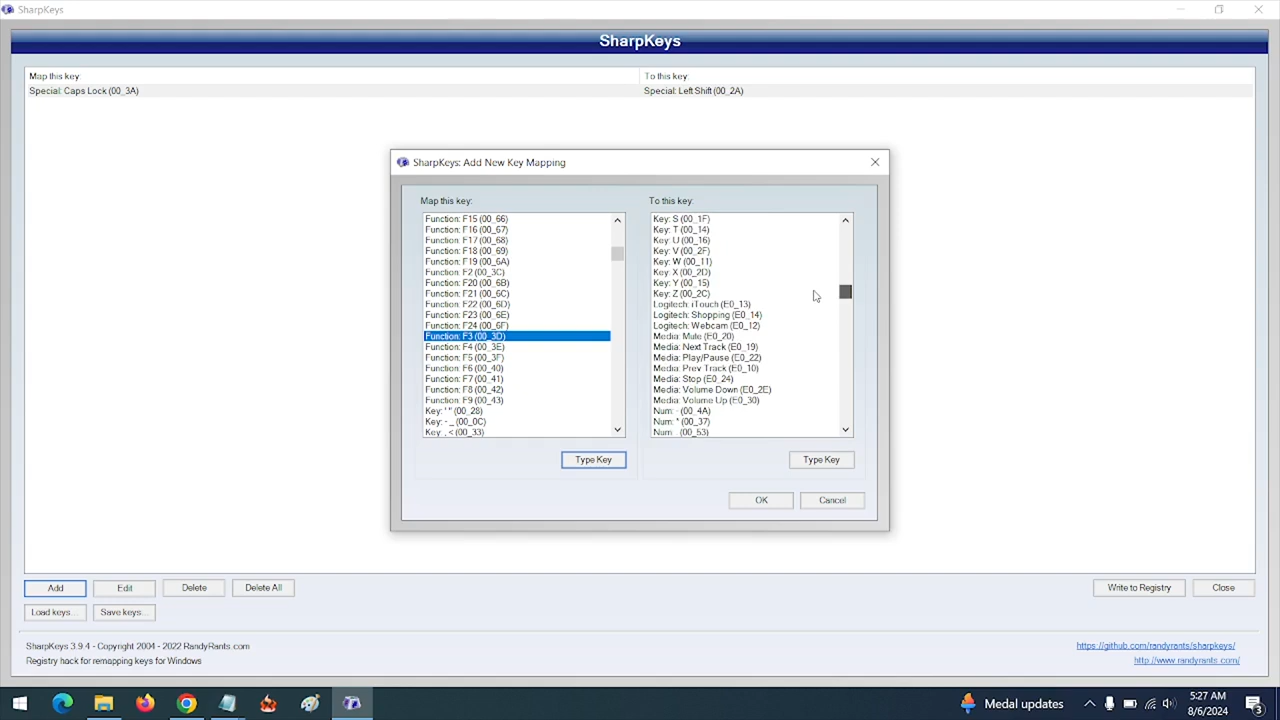 SharpKeys
SharpKeys
Map this key:
To this key:
Special: Caps Lock (00_3A)
Special: Left Shift (00_2A)
SharpKeys: Add New Key Mapping
Map this key:
Function: F15 (00_66)
Function: F16 (00_67)
Function: F17 (00_68)
Function: F18 (00_69)
Function: F19 (00_6A)
Function: F2 (00_3C)
Function: F20 (00_6B)
Function: F21 (00_6C)
Function: F22 (00_6D)
Function: F23 (00_6E)
Function: F24 (00_6F)
Function: F3 (00_3D)
Function: F4 (00_3E)
Function: F5 (00_3F)
Function: F6 (00_40)
Function: F7 (00_41)
Function: F8 (00_42)
Function: F9 (00_43)
Key: ' " (00_28)
Key: - _ (00_0C)
Key: , < (00_33)
Type Key
To this key:
Key: S (00_1F)
Key: T (00_14)
Key: U (00_16)
Key: V (00_2F)
Key: W (00_11)
Key: X (00_2D)
Key: Y (00_15)
Key: Z (00_2C)
Logitech: iTouch (E0_13)
Logitech: Shopping (E0_14)
Logitech: Webcam (E0_12)
Media: Mute (E0_20)
Media: Next Track (E0_19)
Media: Play/Pause (E0_22)
Media: Prev Track (E0_10)
Media: Stop (E0_24)
Media: Volume Down (E0_2E)
Media: Volume Up (E0_30)
Num: - (00_4A)
Num: * (00_37)
Num: . (00_53)
Type Key
OK
Cancel
Add
Edit
Delete
Delete All
Write to Registry
Close
Load keys...
Save keys...
SharpKeys 3.9.4 - Copyright 2004 - 2022 RandyRants.com
https://github.com/randyrants/sharpkeys/
Registry hack for remapping keys for Windows
http://www.randyrants.com/
Medal updates
5:27 AM
8/6/2024
3